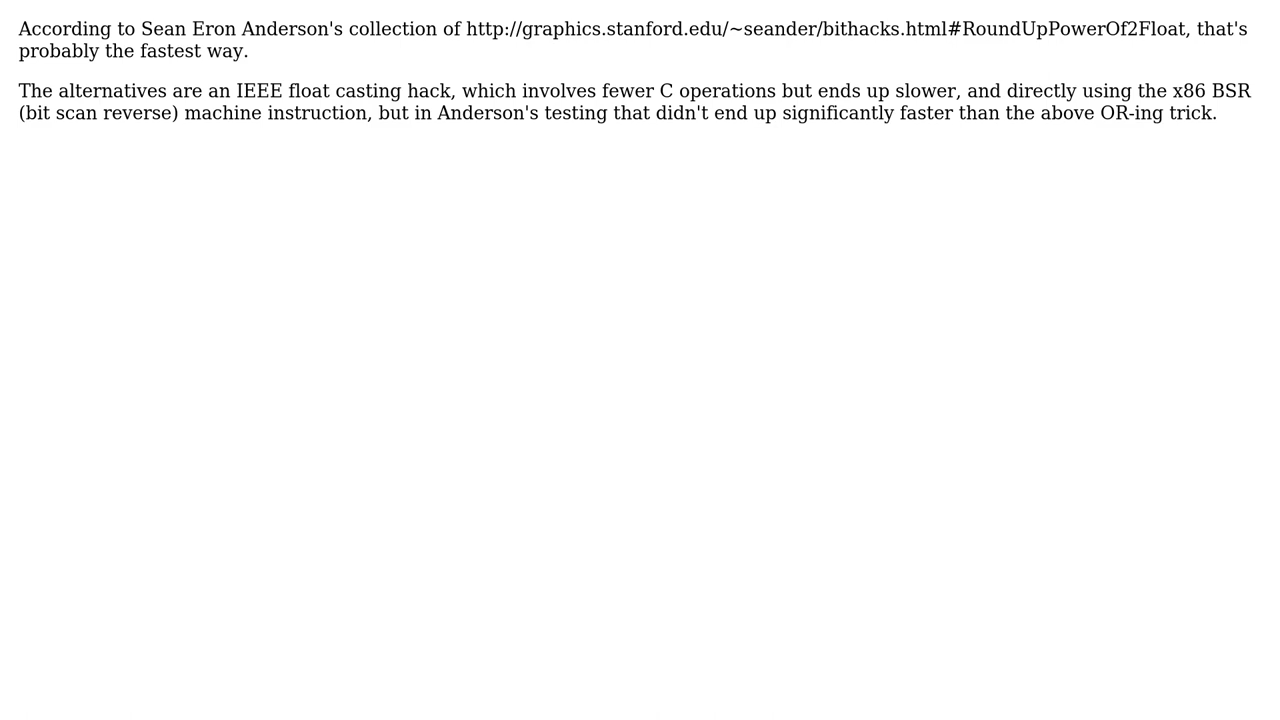 According to Sean Eron Anderson's collection of http://graphics.stanford.edu/~seander/bithacks.html#RoundUpPowerOf2Float, that's
probably the fastest way.
The alternatives are an IEEE float casting hack, which involves fewer C operations but ends up slower, and directly using the x86 BSR
(bit scan reverse) machine instruction, but in Anderson's testing that didn't end up significantly faster than the above OR-ing trick.